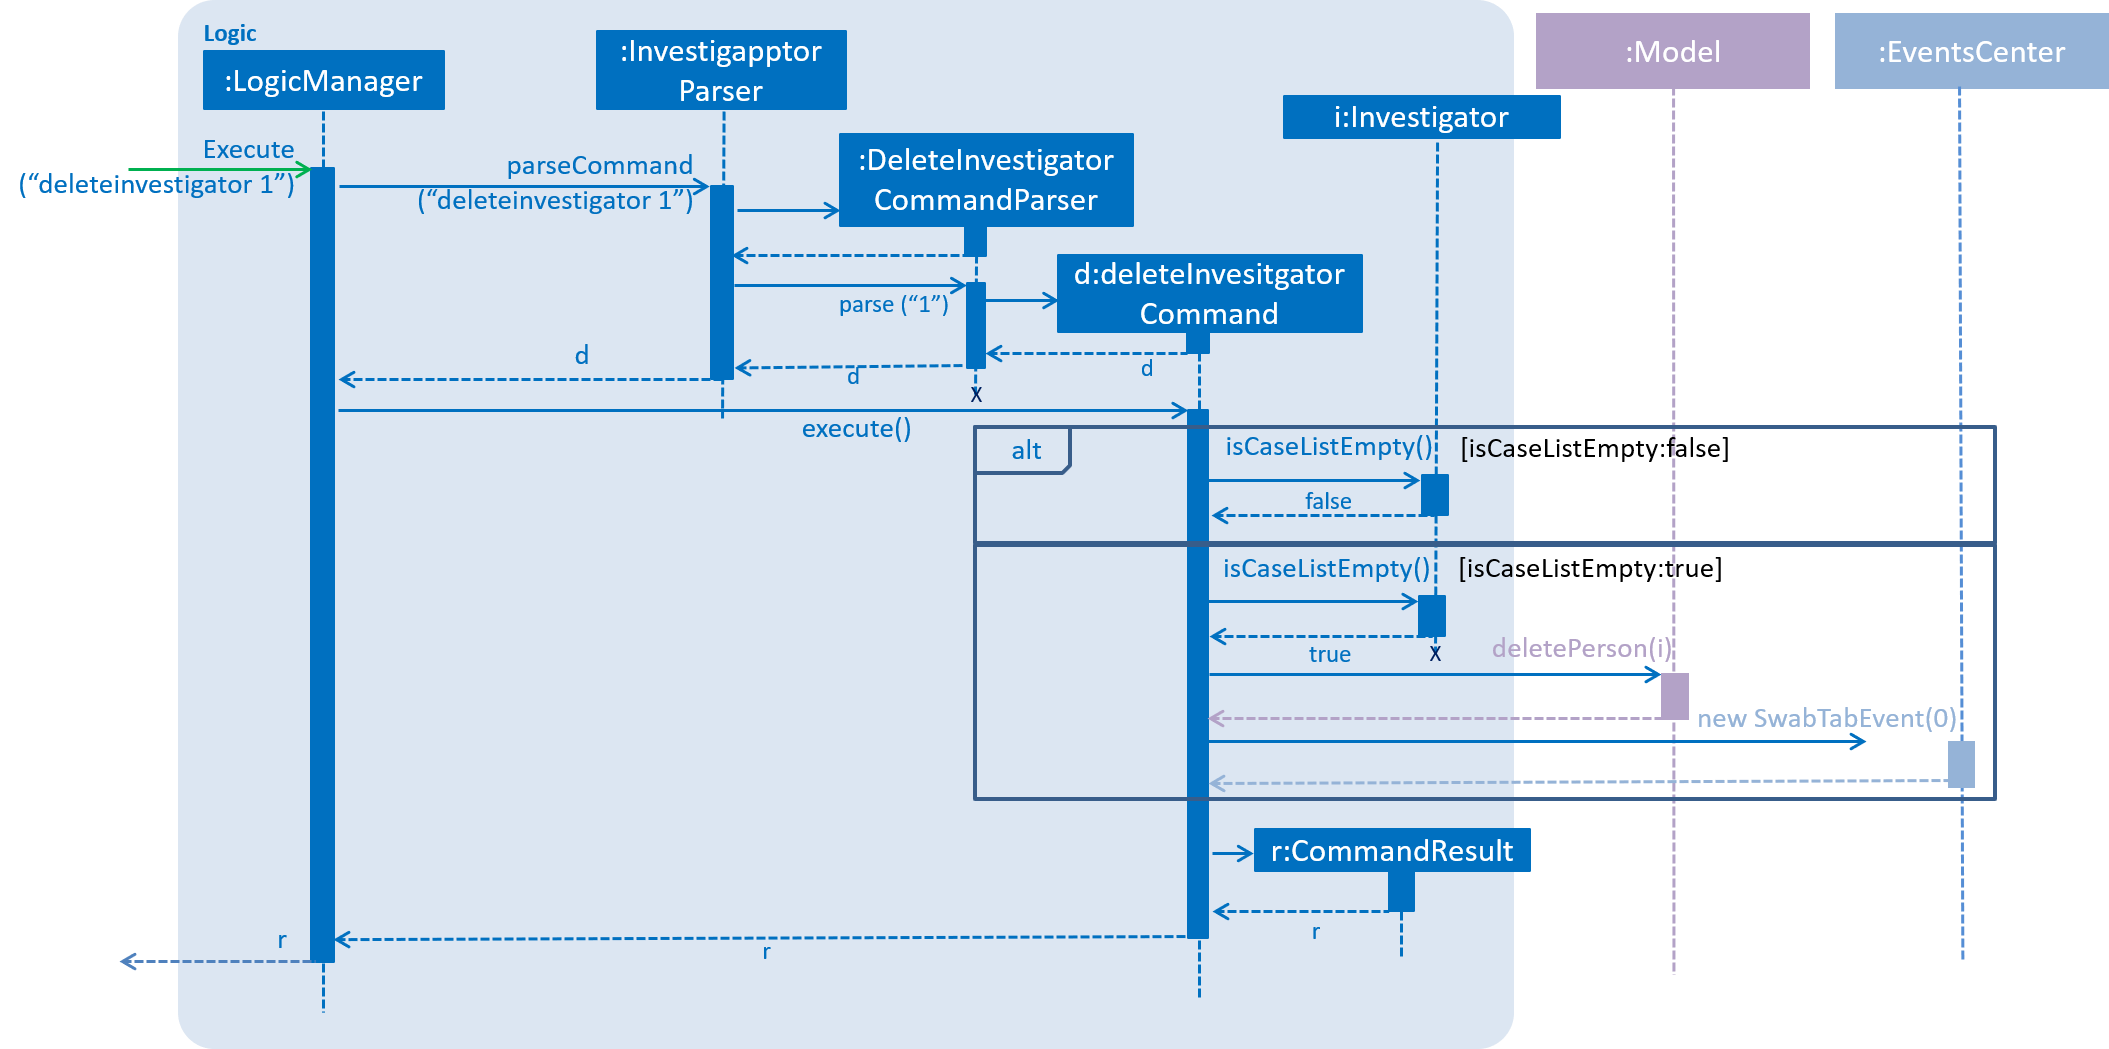 Logic
:LogicManager
:Investigapptor
Parser
:Model
:EventsCenter
i:Investigator
Execute
(“deleteinvestigator 1”)
parseCommand
(“deleteinvestigator 1”)
:DeleteInvestigator
CommandParser
d:deleteInvesitgator
Command
parse (“1”)
d
d
d
X
execute()
alt
isCaseListEmpty()
[isCaseListEmpty:false]
false
isCaseListEmpty()
[isCaseListEmpty:true]
true
X
deletePerson(i)
new SwabTabEvent(0)
r:CommandResult
r
r
r